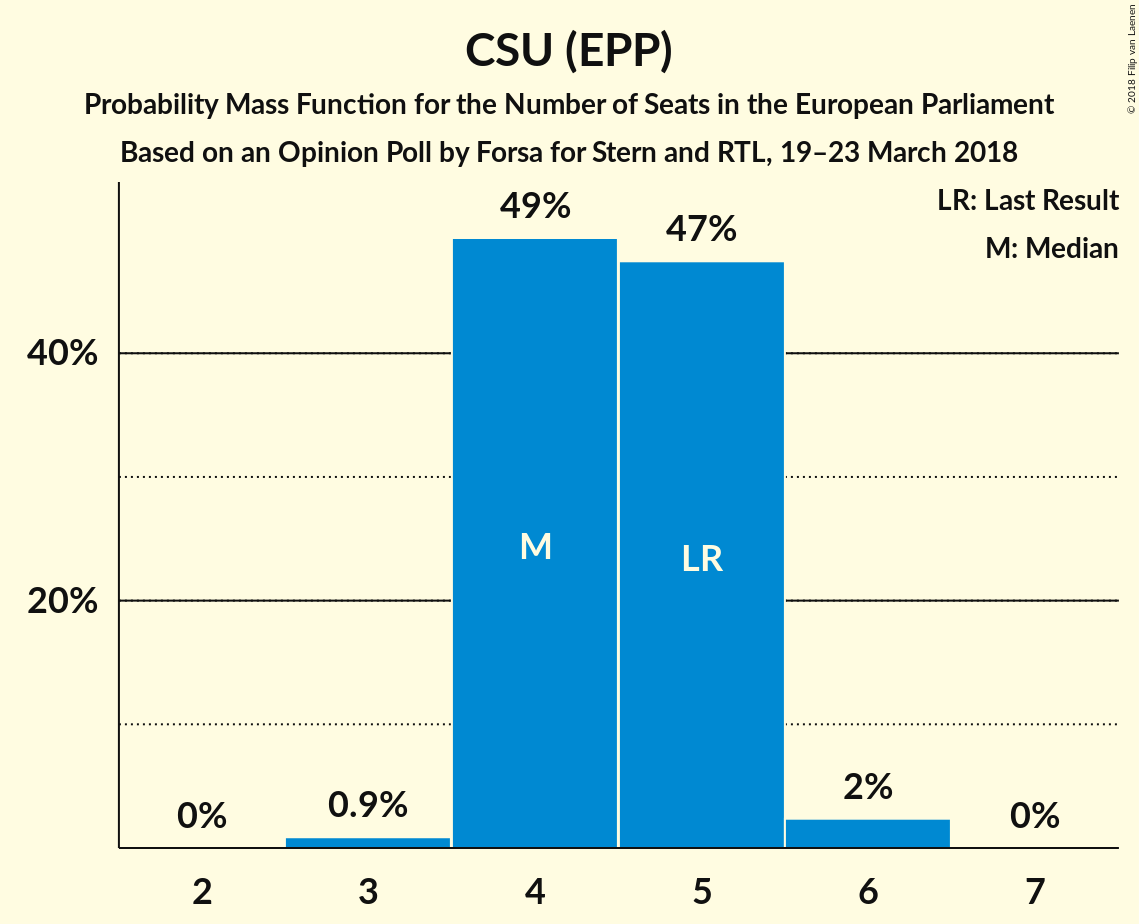 CSU (EPP)
Probability Mass Function for the Number of Seats in the European Parliament
Based on an Opinion Poll by Forsa for Stern and RTL, 19–23 March 2018
© 2018 Filip van Laenen
LR: Last Result
M: Median
49%
47%
40%
M
LR
20%
0%
0.9%
2%
0%
2
3
4
5
6
7